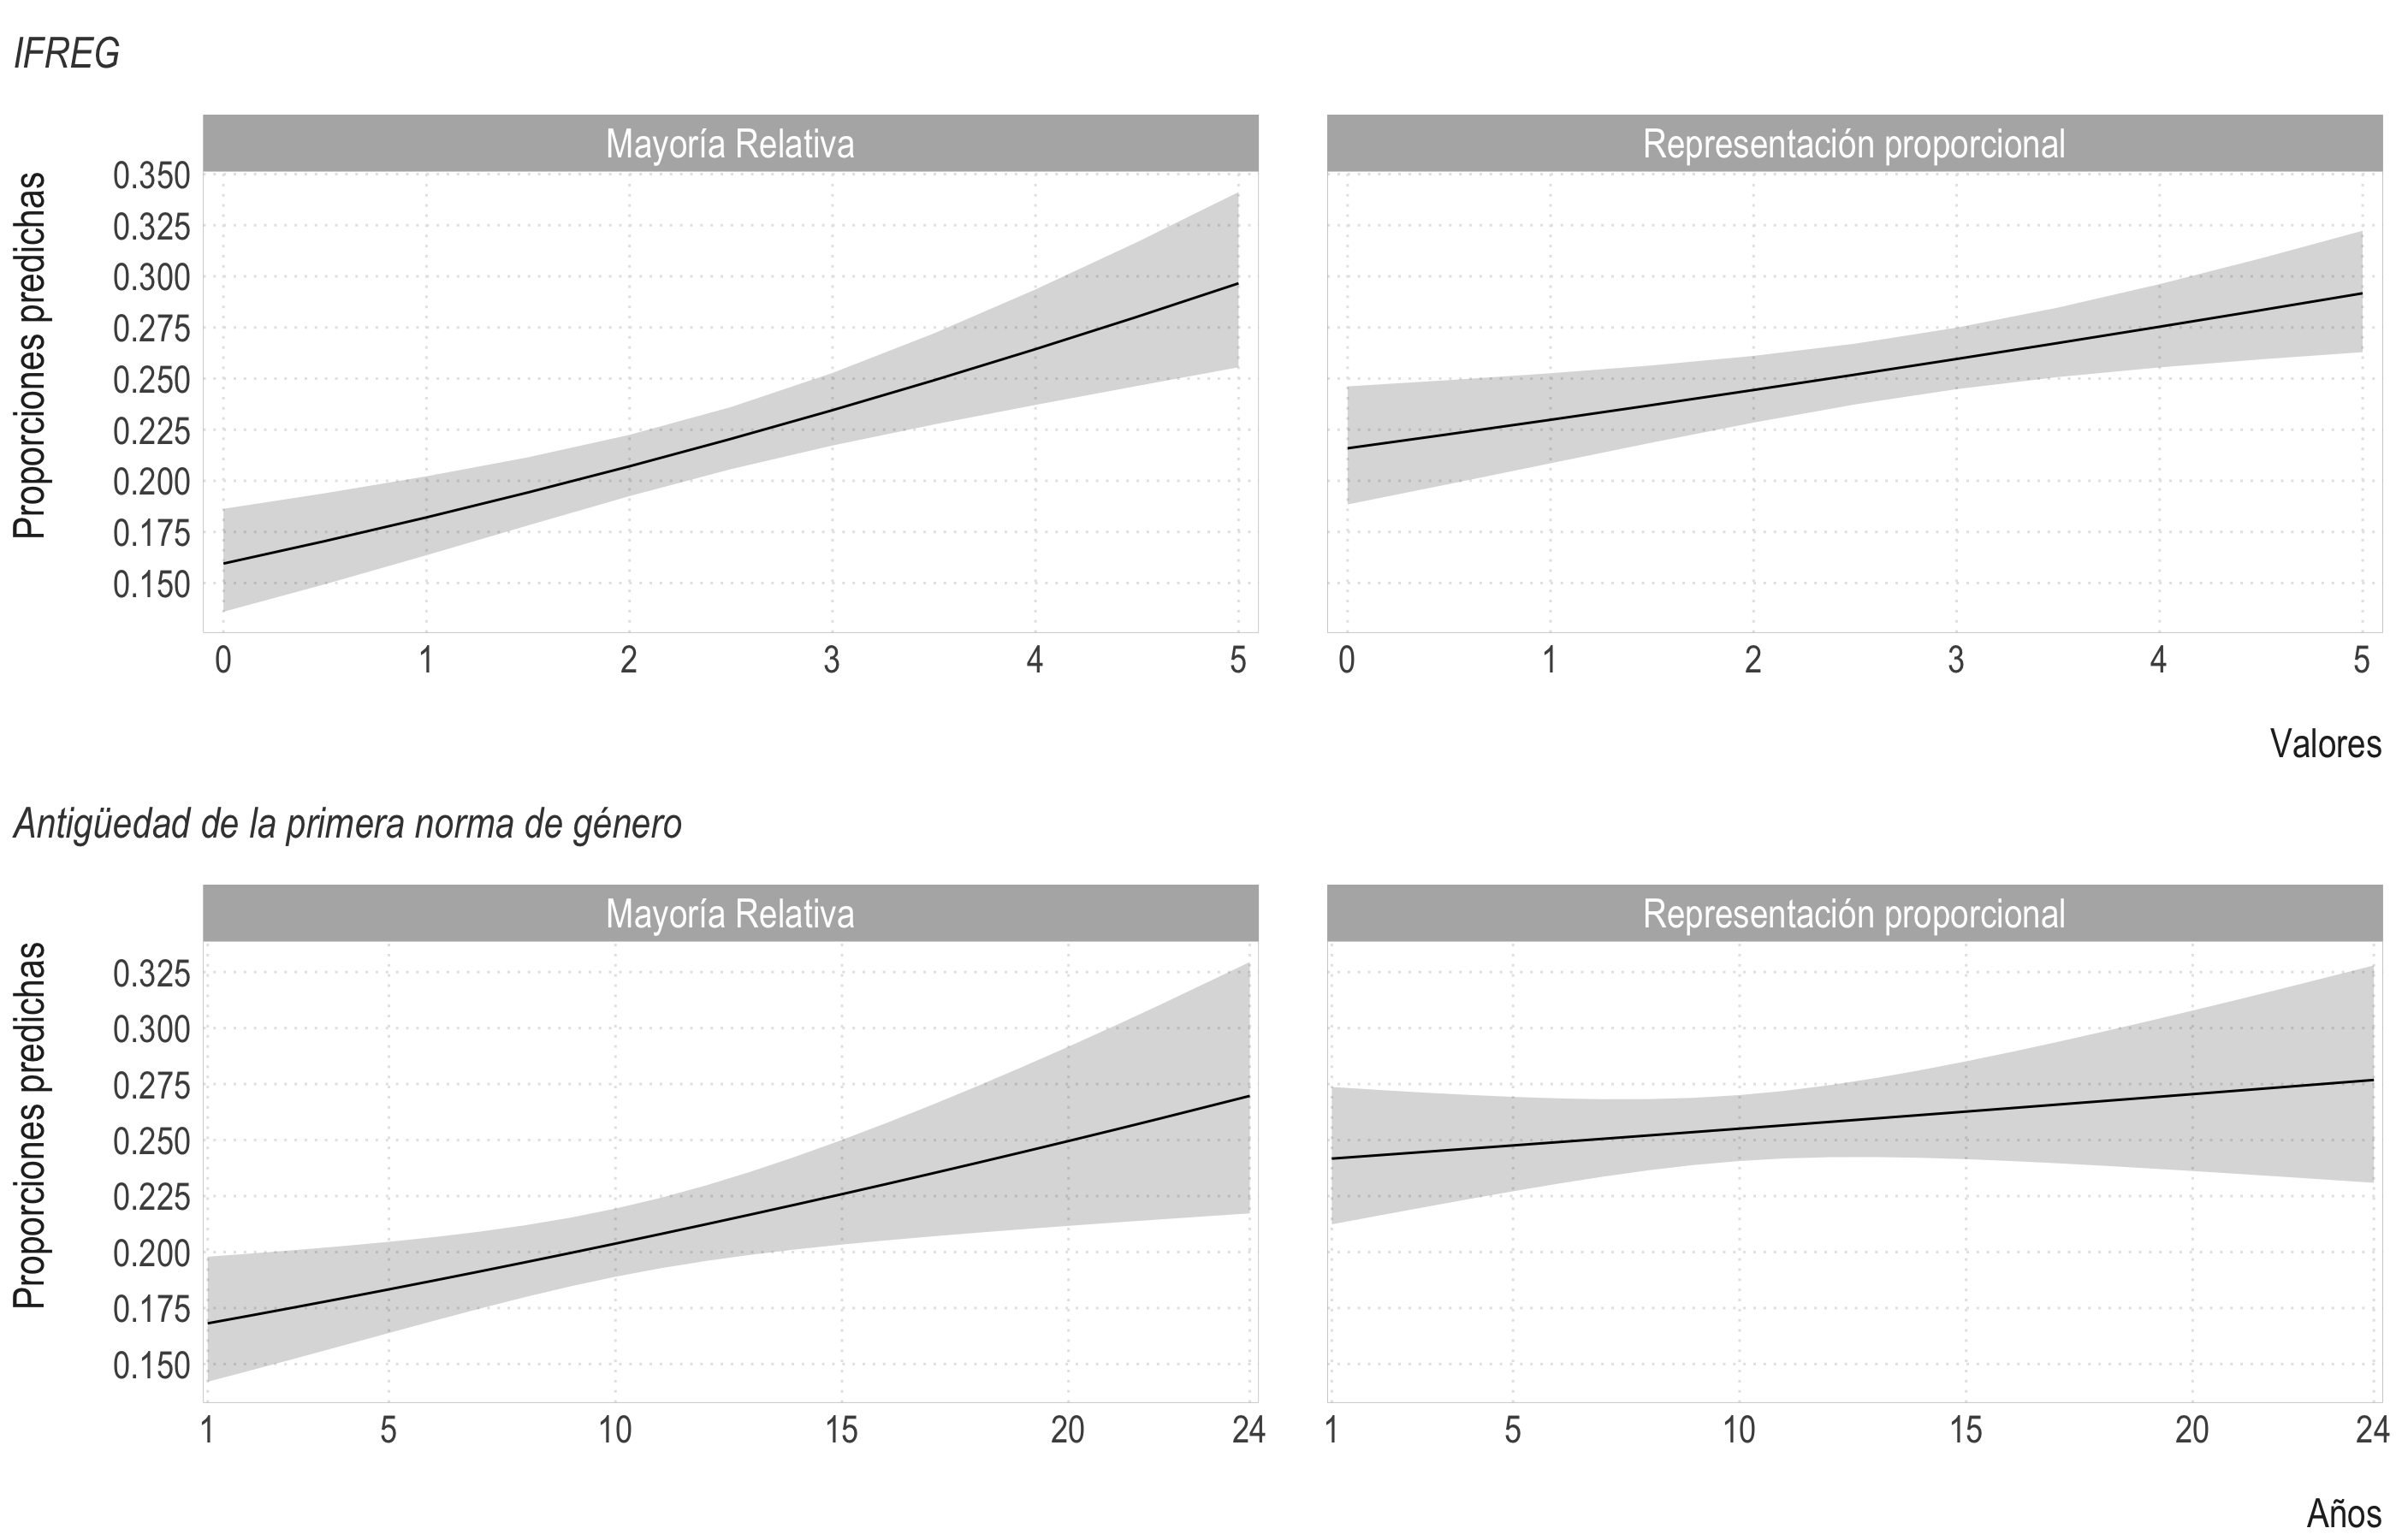 IFREG
Mayoría Relativa
Representación proporcional
Proporciones predichas
0.350
0.325
0.300
0.275
0.250
0.225
0.200
0.175
0.150
0 1 2 3 4 5
0 1 2 3 4 5
Valores
Antigüedad de la primera norma de género
Mayoría Relativa
Representación proporcional
Proporciones predichas
0.325
0.300
0.275
0.250
0.225
0.200
0.175
0.150
1 5 10 15 20 24
1 5 10 15 20 24
Años